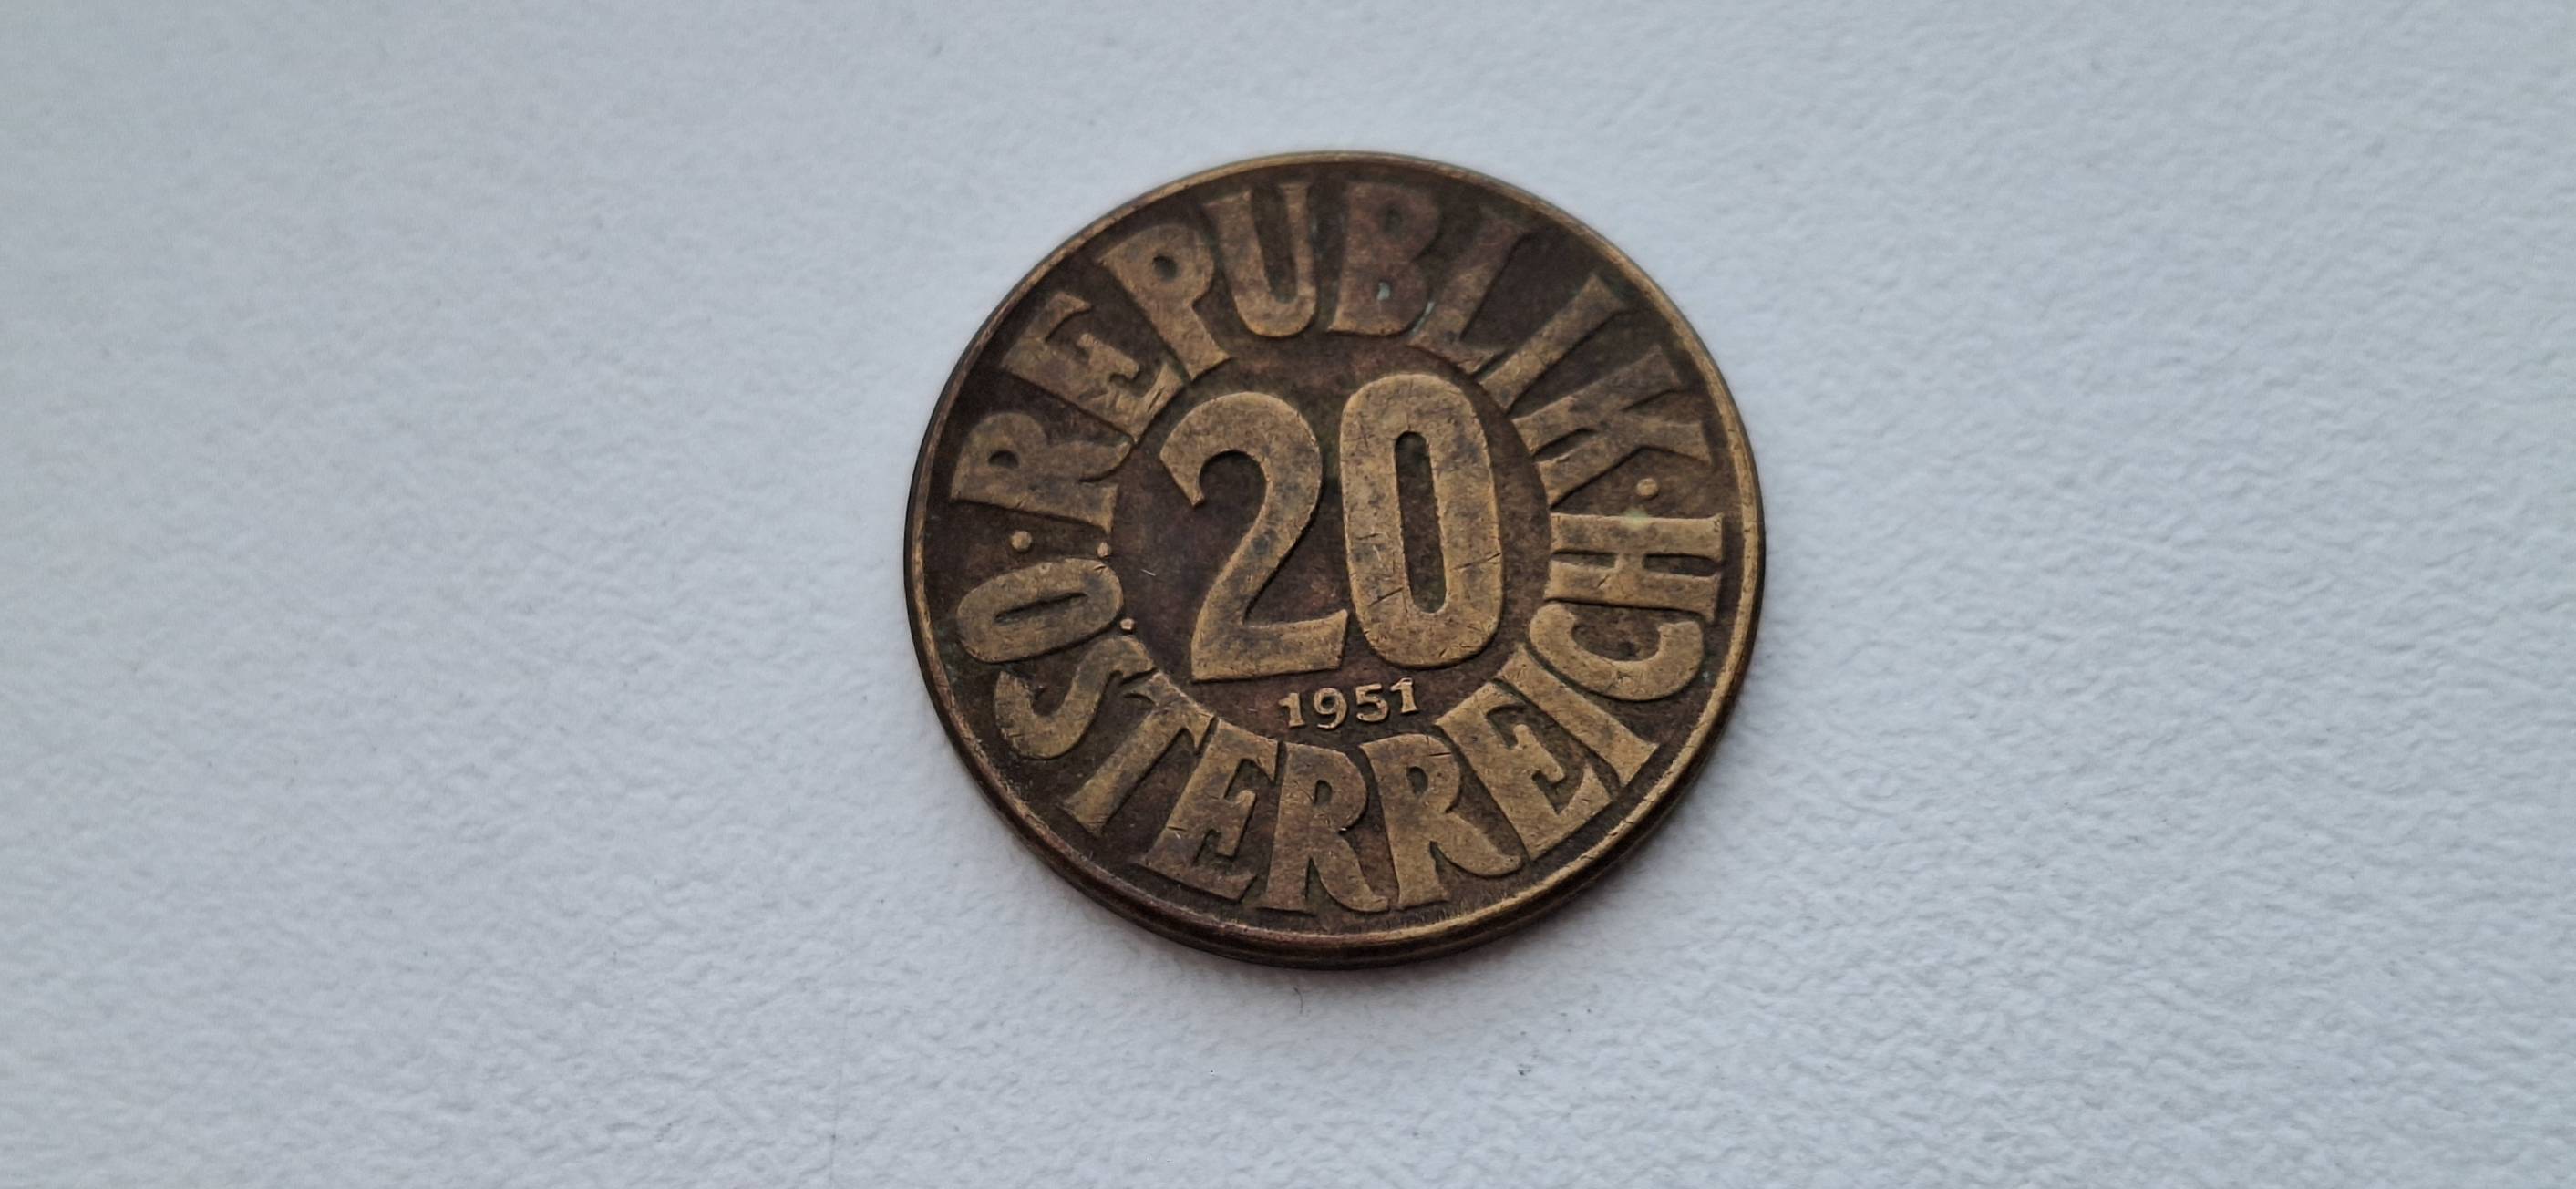 · REPUBLIK ·
ÖSTERREICH
20
1951